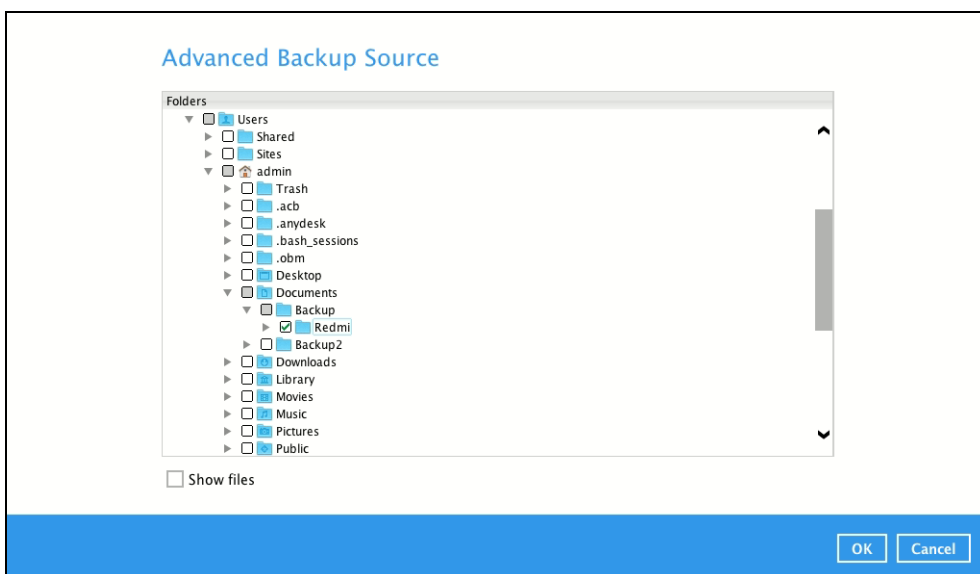 Advanced Backup Source
Folders
Users
Shared
Sites
admin
Trash
.acb
.anydesk
.bash_sessions
.obm
Desktop
Documents
Backup
Redmi
Backup2
Downloads
Library
Movies
Music
Pictures
Public
Show files
OK Cancel